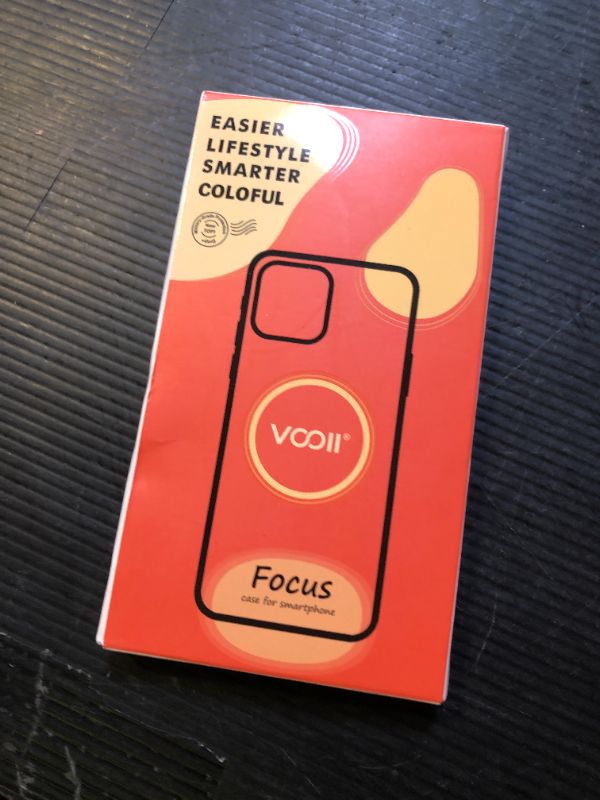 EASIER
LIFESTYLE
SMARTER
COLOFUL
VOOII®
Focus
case for smartphone